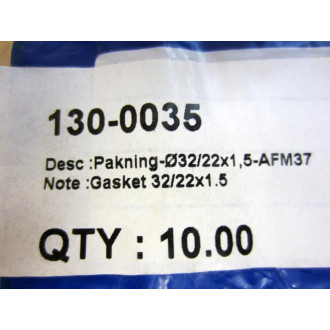 130-0035
Desc :Pakning-Ø32/22x1,5-AFM37
Note :Gasket 32/22x1.5
QTY : 10.00